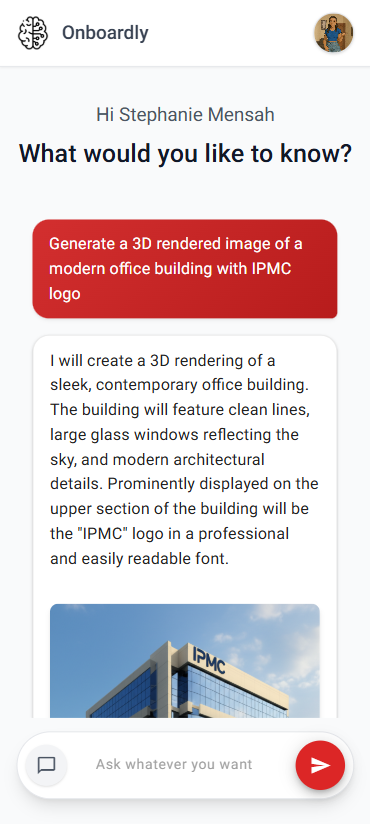 Onboardly
Hi Stephanie Mensah
What would you like to know?
Generate a 3D rendered image of a
modern office building with IPMC
logo
I will create a 3D rendering of a
sleek, contemporary office building.
The building will feature clean lines,
large glass windows reflecting the
sky, and modern architectural
details. Prominently displayed on the
upper section of the building will be
the "IPMC" logo in a professional
and easily readable font.
IPMC
Ask whatever you want